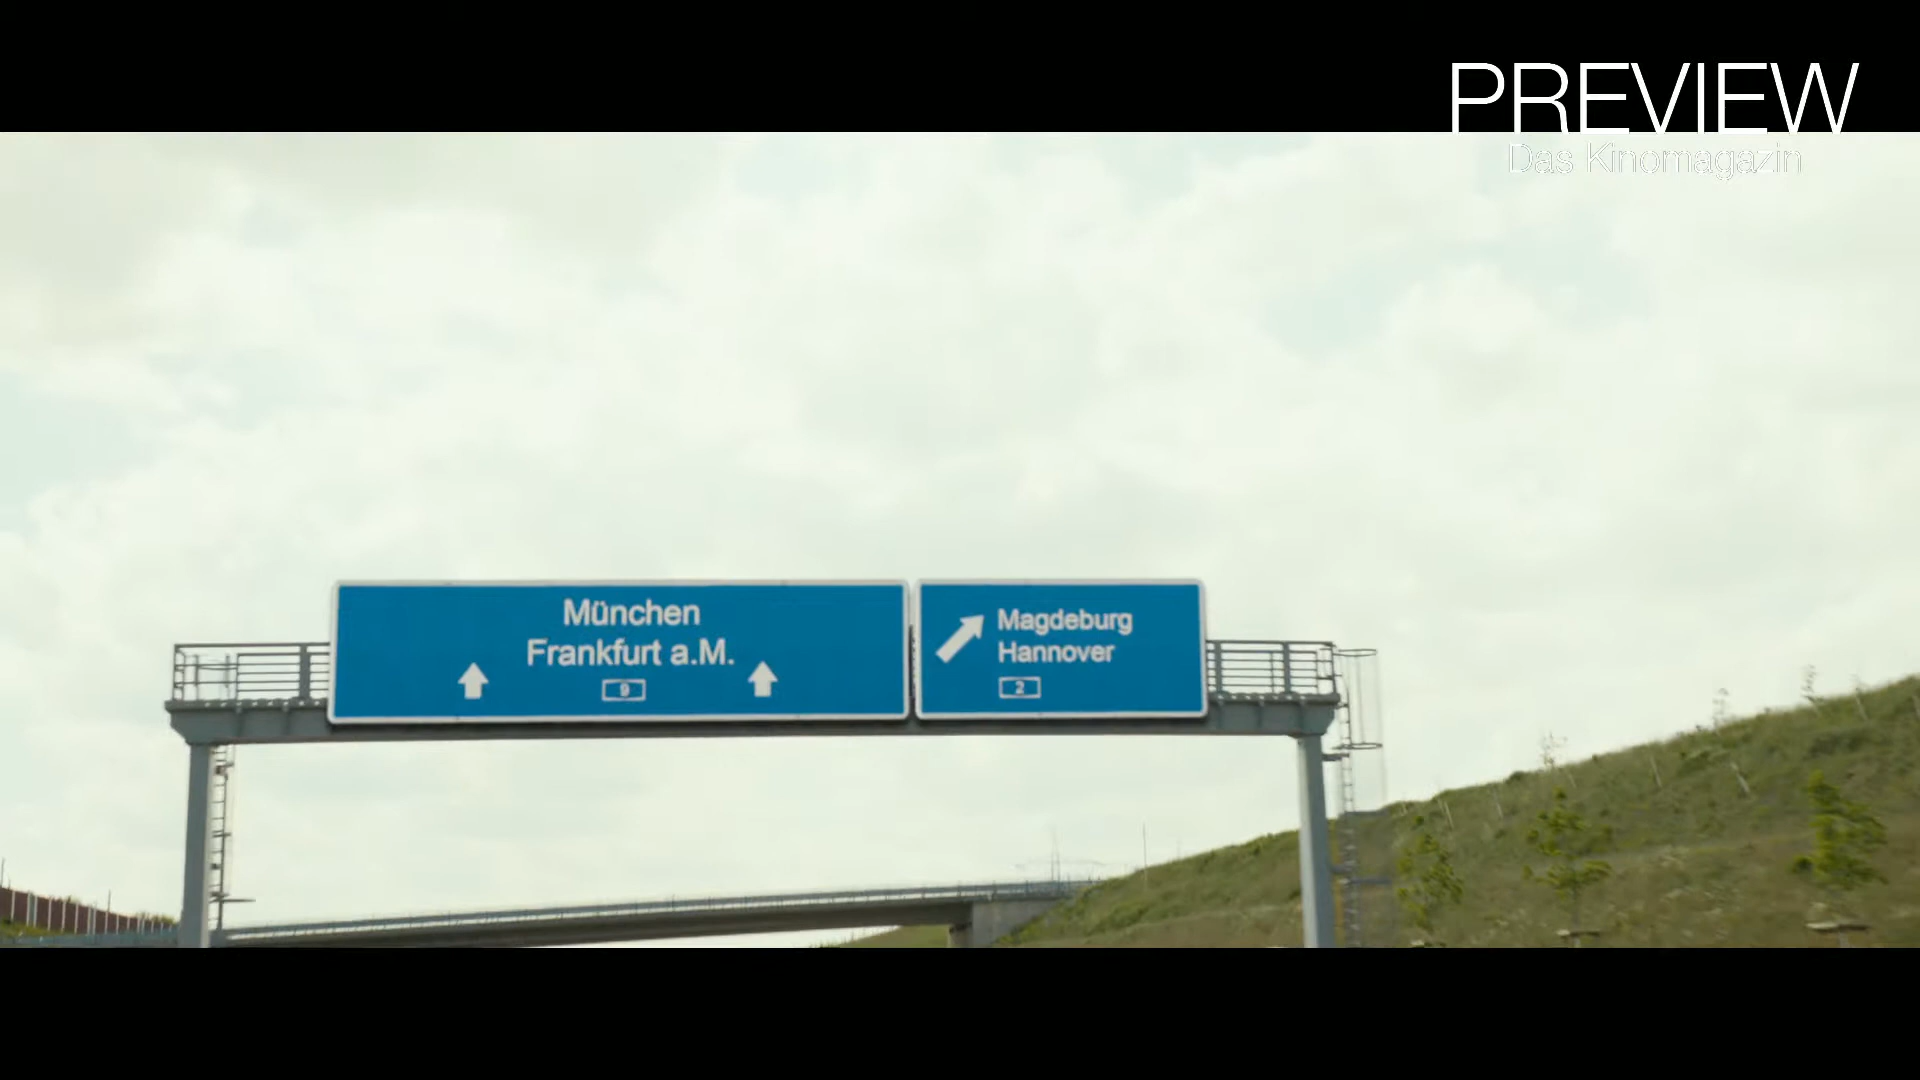 PREVIEW
Das Kinomagazin
München
Frankfurt a.M.
9
Magdeburg
Hannover
2